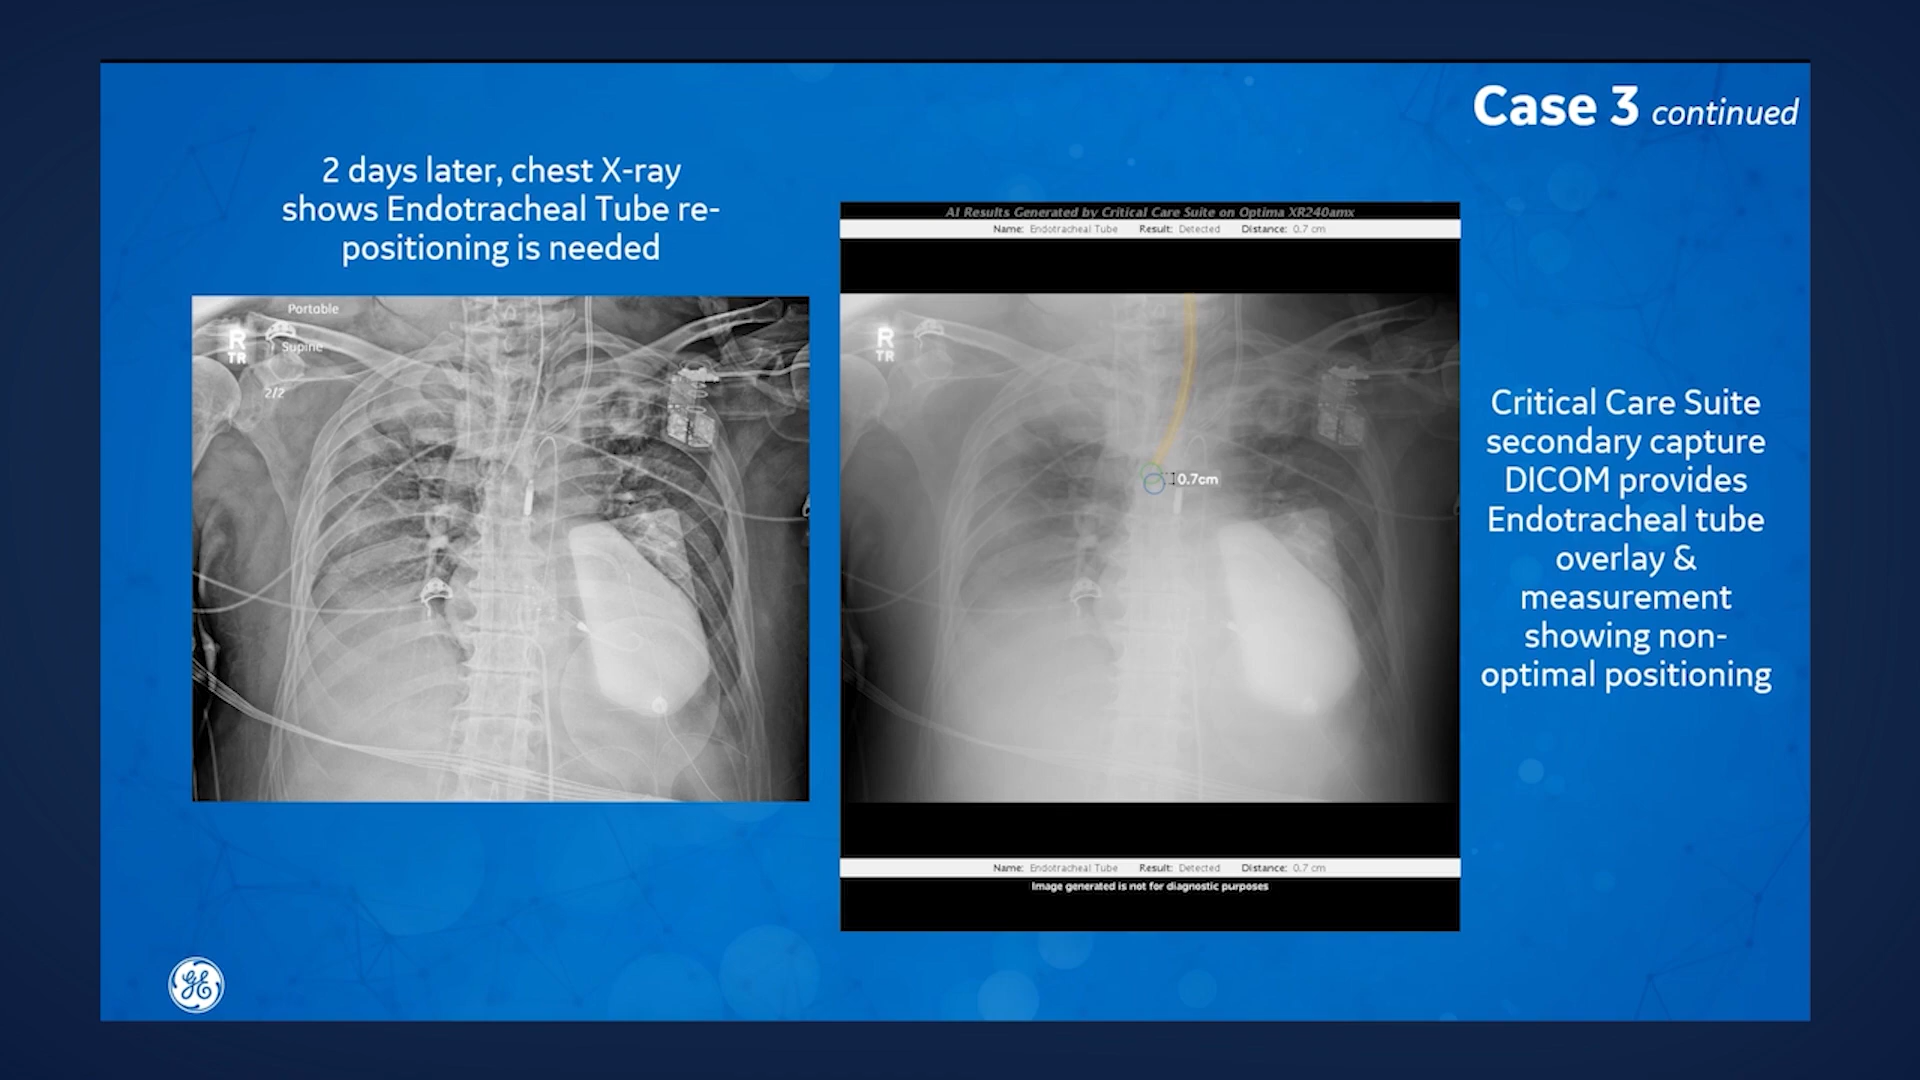 Case 3 continued
2 days later, chest X-ray
shows Endotracheal Tube re-
positioning is needed
Portable
R
TR
Supine
2/2
AI Results Generated by Critical Care Suite on Optima XR240amx
Name: Endotracheal Tube Result: Detected Distance: 0.7 cm
R
TR
0.7cm
Name: Endotracheal Tube Result: Detected Distance: 0.7 cm
Image generated is not for diagnostic purposes
Critical Care Suite
secondary capture
DICOM provides
Endotracheal tube
overlay &
measurement
showing non-
optimal positioning
GE